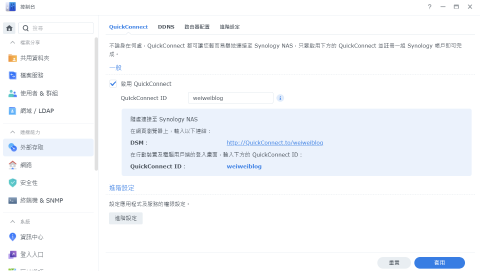 控制台
搜尋
QuickConnect
DDNS
路由器配置
進階設定
檔案分享
共用資料夾
檔案服務
使用者 & 群組
網域 / LDAP
連線能力
外部存取
網路
安全性
終端機 & SNMP
系統
資訊中心
登入入口
不論身在何處，QuickConnect 都可讓您輕而易舉地連接至 Synology NAS，只要啟用下方的 QuickConnect 並註冊一組 Synology 帳戶即可完成。
一般
啟用 QuickConnect
QuickConnect ID
weiweiblog
隨處連接至 Synology NAS
在網頁瀏覽器上，輸入以下連結：
DSM：
http://QuickConnect.to/weiweiblog
在行動裝置及電腦用戶端的登入畫面，輸入下方的 QuickConnect ID：
QuickConnect ID：
weiweiblog
進階設定
設定應用程式及服務的權限設定。
進階設定
重置
套用